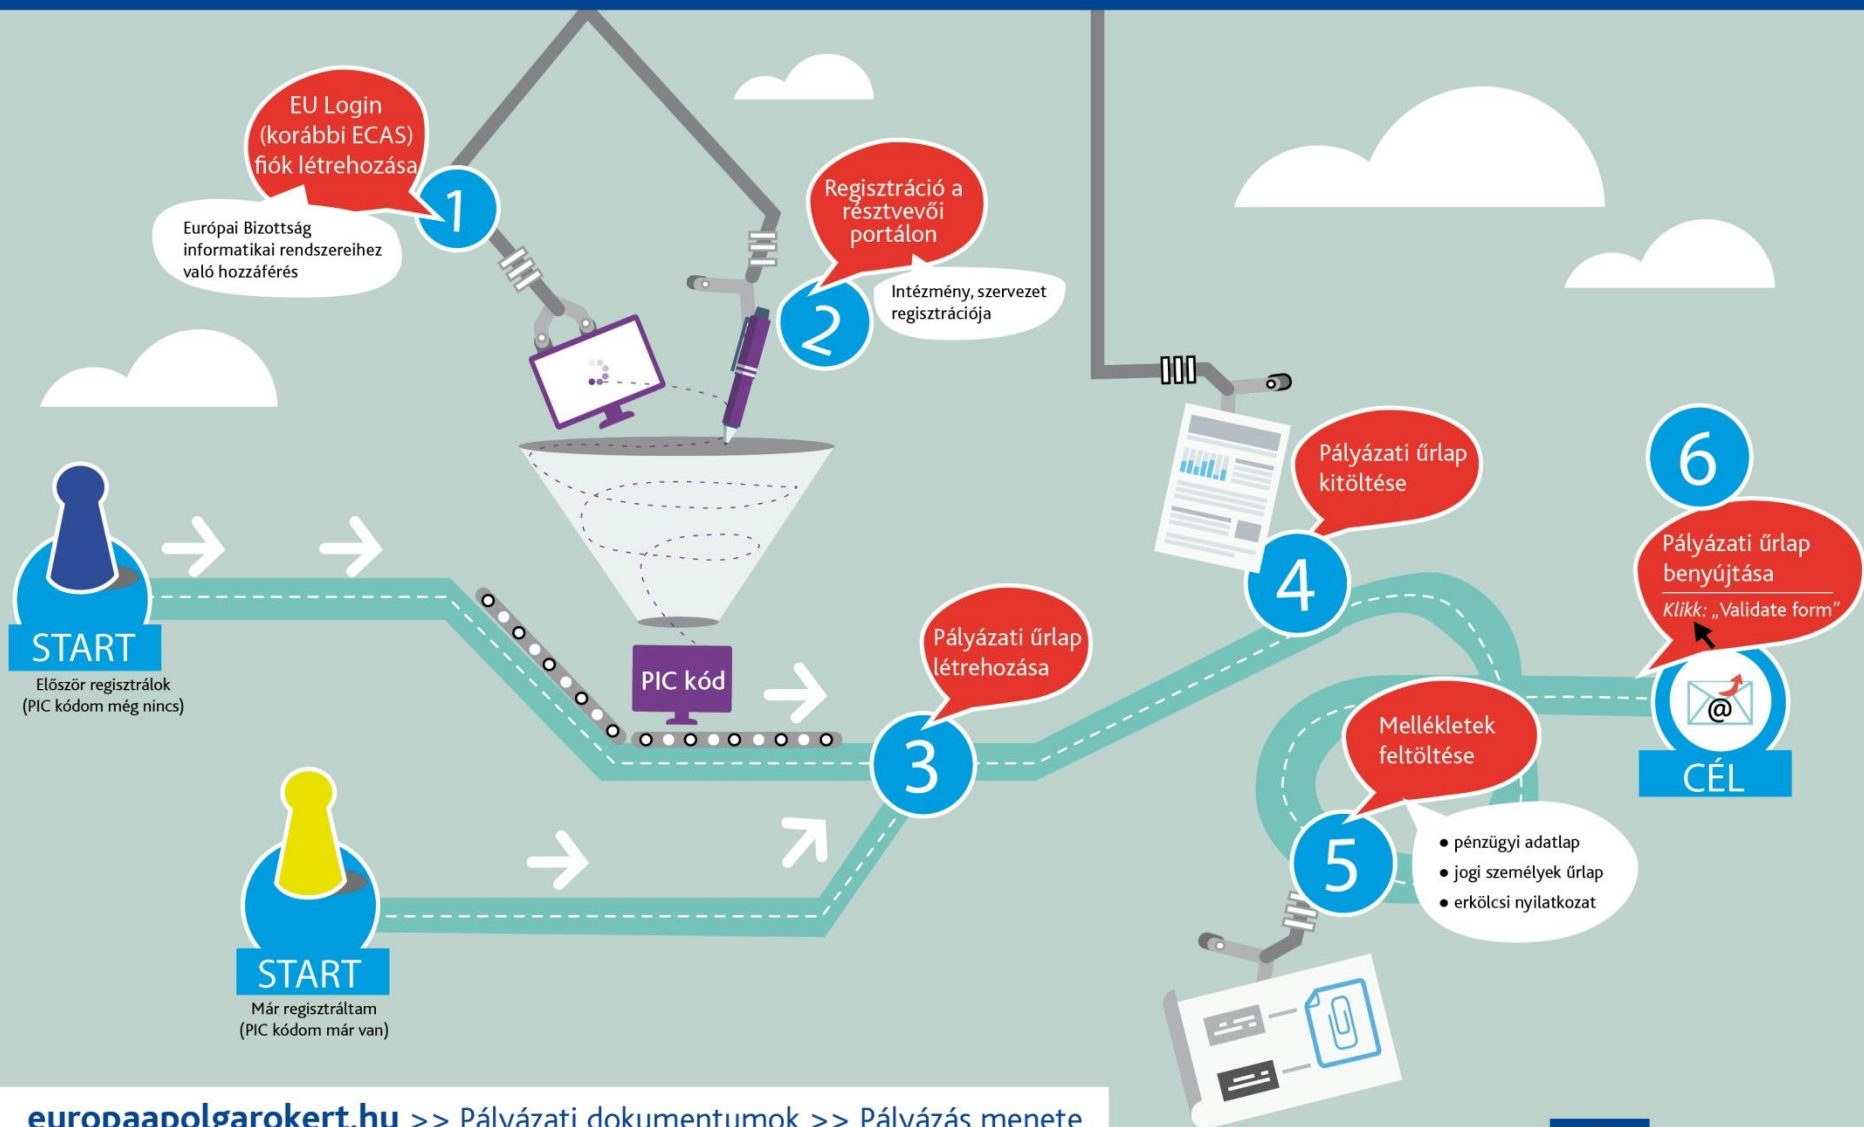 EU Login
(korábbi ECAS)
fiók létrehozása
1
Európai Bizottság
informatikai rendszereihez
való hozzáférés
Regisztráció a
résztvevői
portálon
2
Intézmény, szervezet
regisztrációja
START
Először regisztrálok
(PIC kódom még nincs)
PIC kód
START
Már regisztráltam
(PIC kódom már van)
Pályázati űrlap
létrehozása
3
Pályázati űrlap
kitöltése
4
Mellékletek
feltöltése
5
• pénzügyi adatlap
• jogi személyek űrlap
• erkölcsi nyilatkozat
6
Pályázati űrlap
benyújtása
Klikk: „Validate form”
@
CÉL
europaapolgarokert.hu >> Pályázati dokumentumok >> Pályázás menete